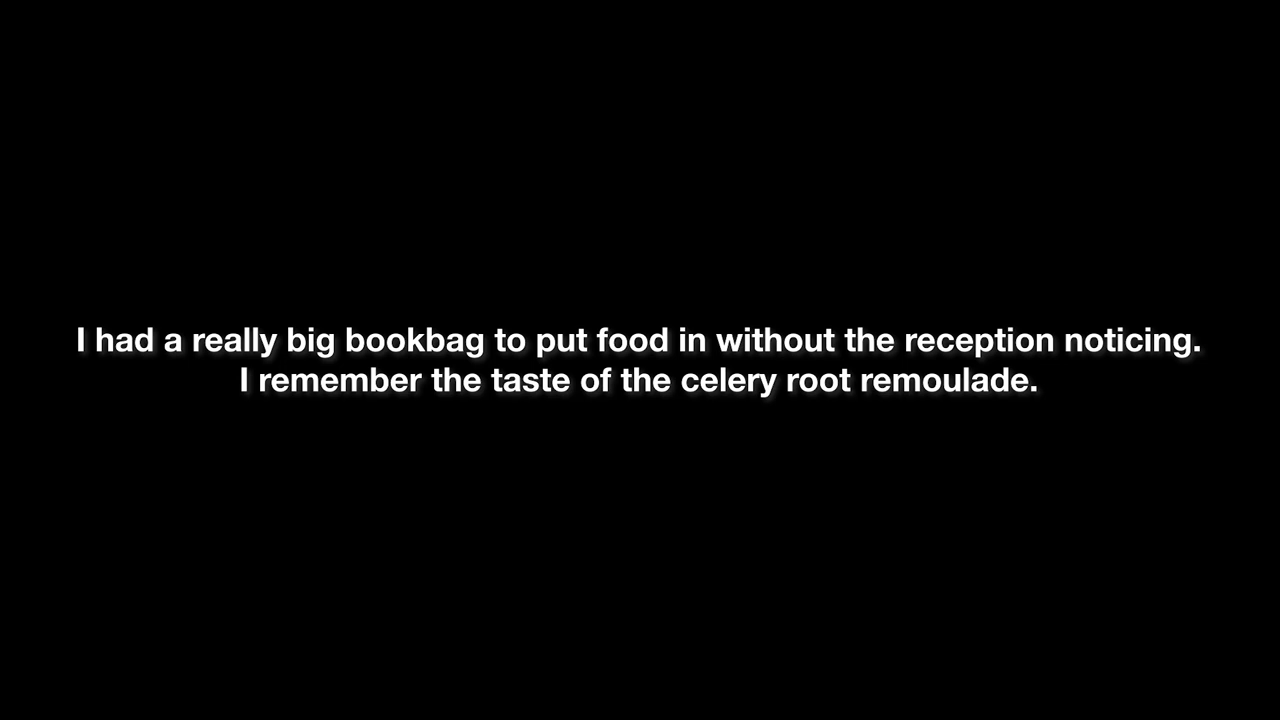 I had a really big bookbag to put food in without the reception noticing.
I remember the taste of the celery root remoulade.